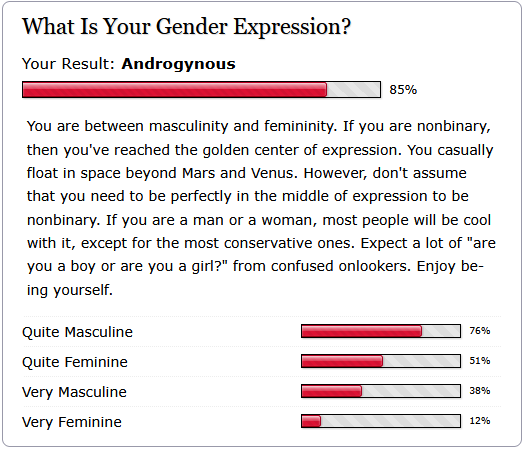 What Is Your Gender Expression?
Your Result: Androgynous
85%
You are between masculinity and femininity. If you are nonbinary,
then you've reached the golden center of expression. You casually
float in space beyond Mars and Venus. However, don't assume
that you need to be perfectly in the middle of expression to be
nonbinary. If you are a man or a woman, most people will be cool
with it, except for the most conservative ones. Expect a lot of "are
you a boy or are you a girl?" from confused onlookers. Enjoy be-
ing yourself.
Quite Masculine 76%
Quite Feminine 51%
Very Masculine 38%
Very Feminine 12%